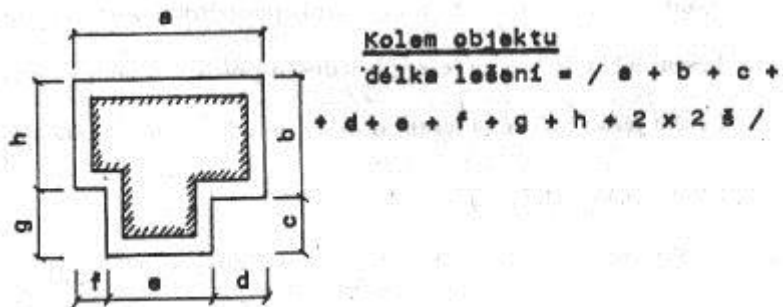 a
Kolem objektu
délka lešení = / a + b + c +
+ d + e + f + g + h + 2 x 2 š /
h
b
g
c
f
e
d